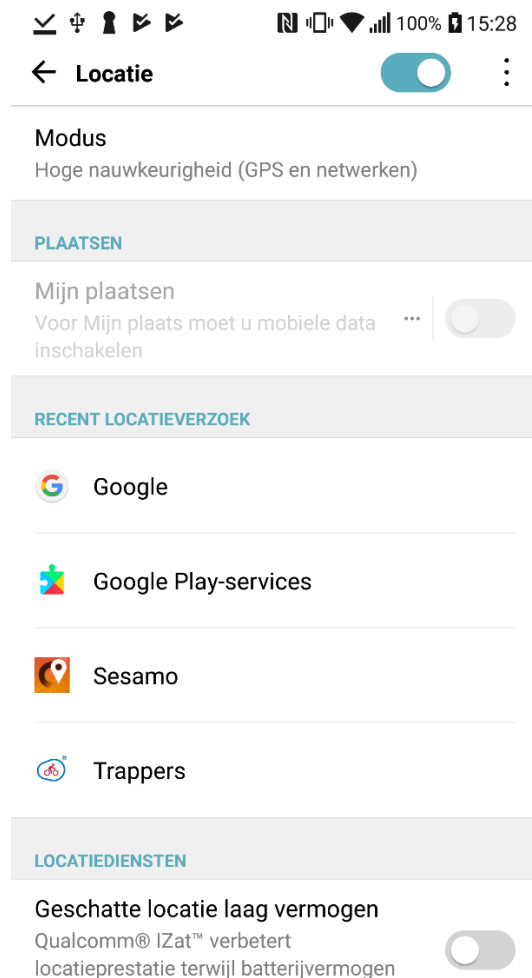 100% 15:28
Locatie
Modus
Hoge nauwkeurigheid (GPS en netwerken)
PLAATSEN
Mijn plaatsen
Voor Mijn plaats moet u mobiele data
inschakelen
RECENT LOCATIEVERZOEK
Google
Google Play-services
Sesamo
Trappers
LOCATIEDIENSTEN
Geschatte locatie laag vermogen
Qualcomm® IZat™ verbetert
locatieprestatie terwijl batterijvermogen